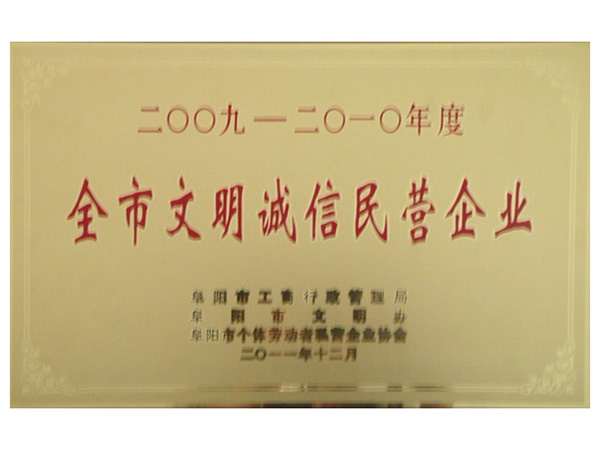 二〇〇九—二〇一〇年度
全市文明诚信民营企业
阜阳市工商行政管理局
阜阳市文明办
阜阳市个体劳动者私营企业协会
二〇一一年十二月